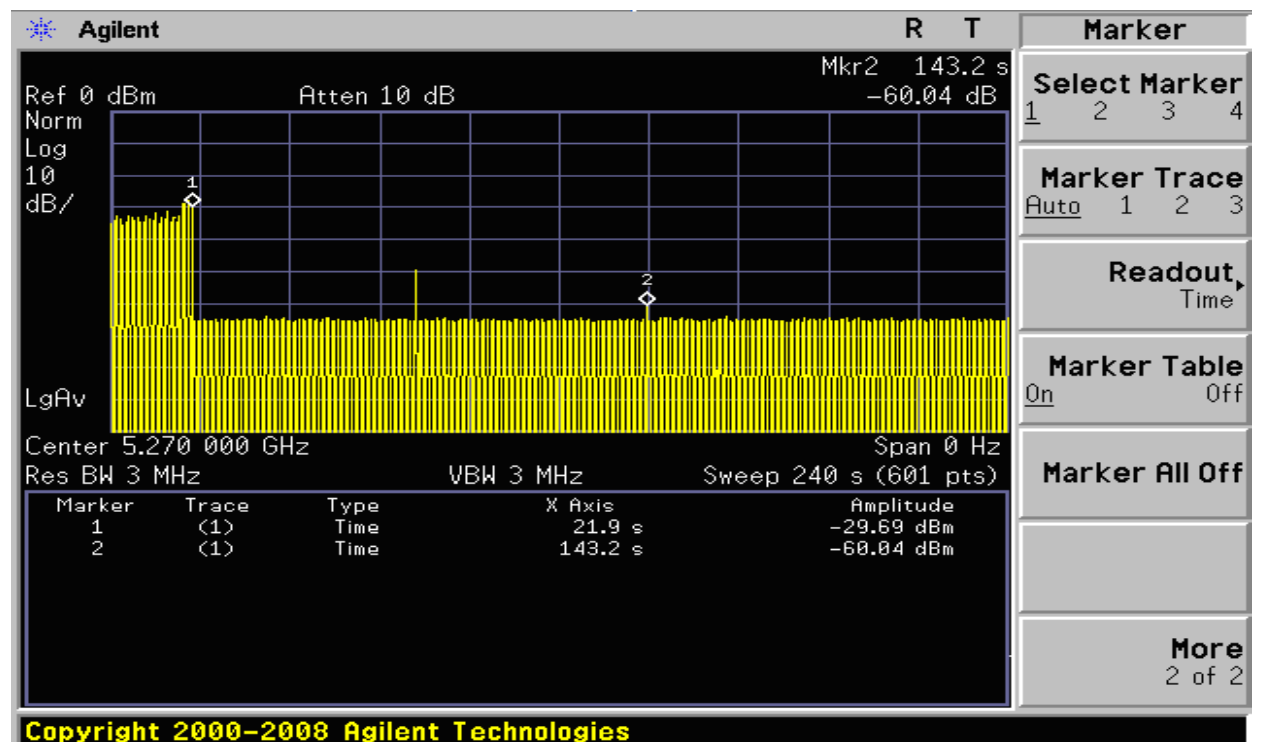 Agilent R T
Mkr2 143.2 s
Ref 0 dBm Atten 10 dB -60.04 dB
Norm
Log
10
dB/
1
2
LgAv
Center 5.270 000 GHz Span 0 Hz
Res BW 3 MHz VBW 3 MHz Sweep 240 s (601 pts)
Marker Trace Type X Axis Amplitude
1 (1) Time 21.9 s -29.69 dBm
2 (1) Time 143.2 s -60.04 dBm
Copyright 2000-2008 Agilent Technologies
Marker
Select Marker
1 2 3 4
Marker Trace
Auto 1 2 3
Readout
Time
Marker Table
On Off
Marker All Off
More
2 of 2